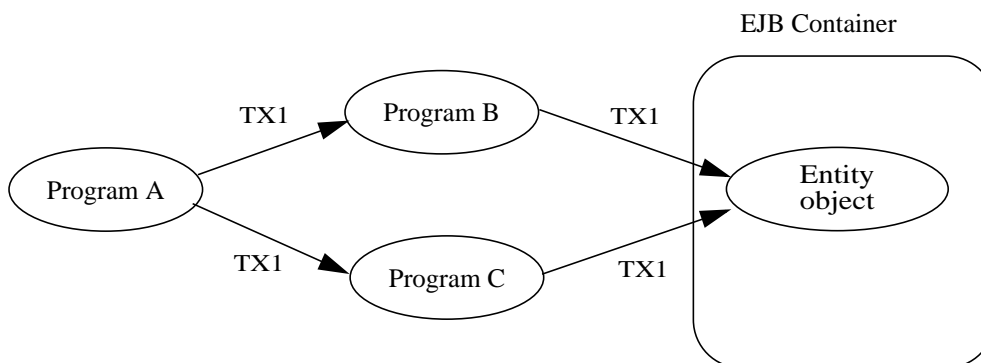 EJB Container
TX1
Program B
TX1
Program A
Entity
object
TX1
Program C
TX1